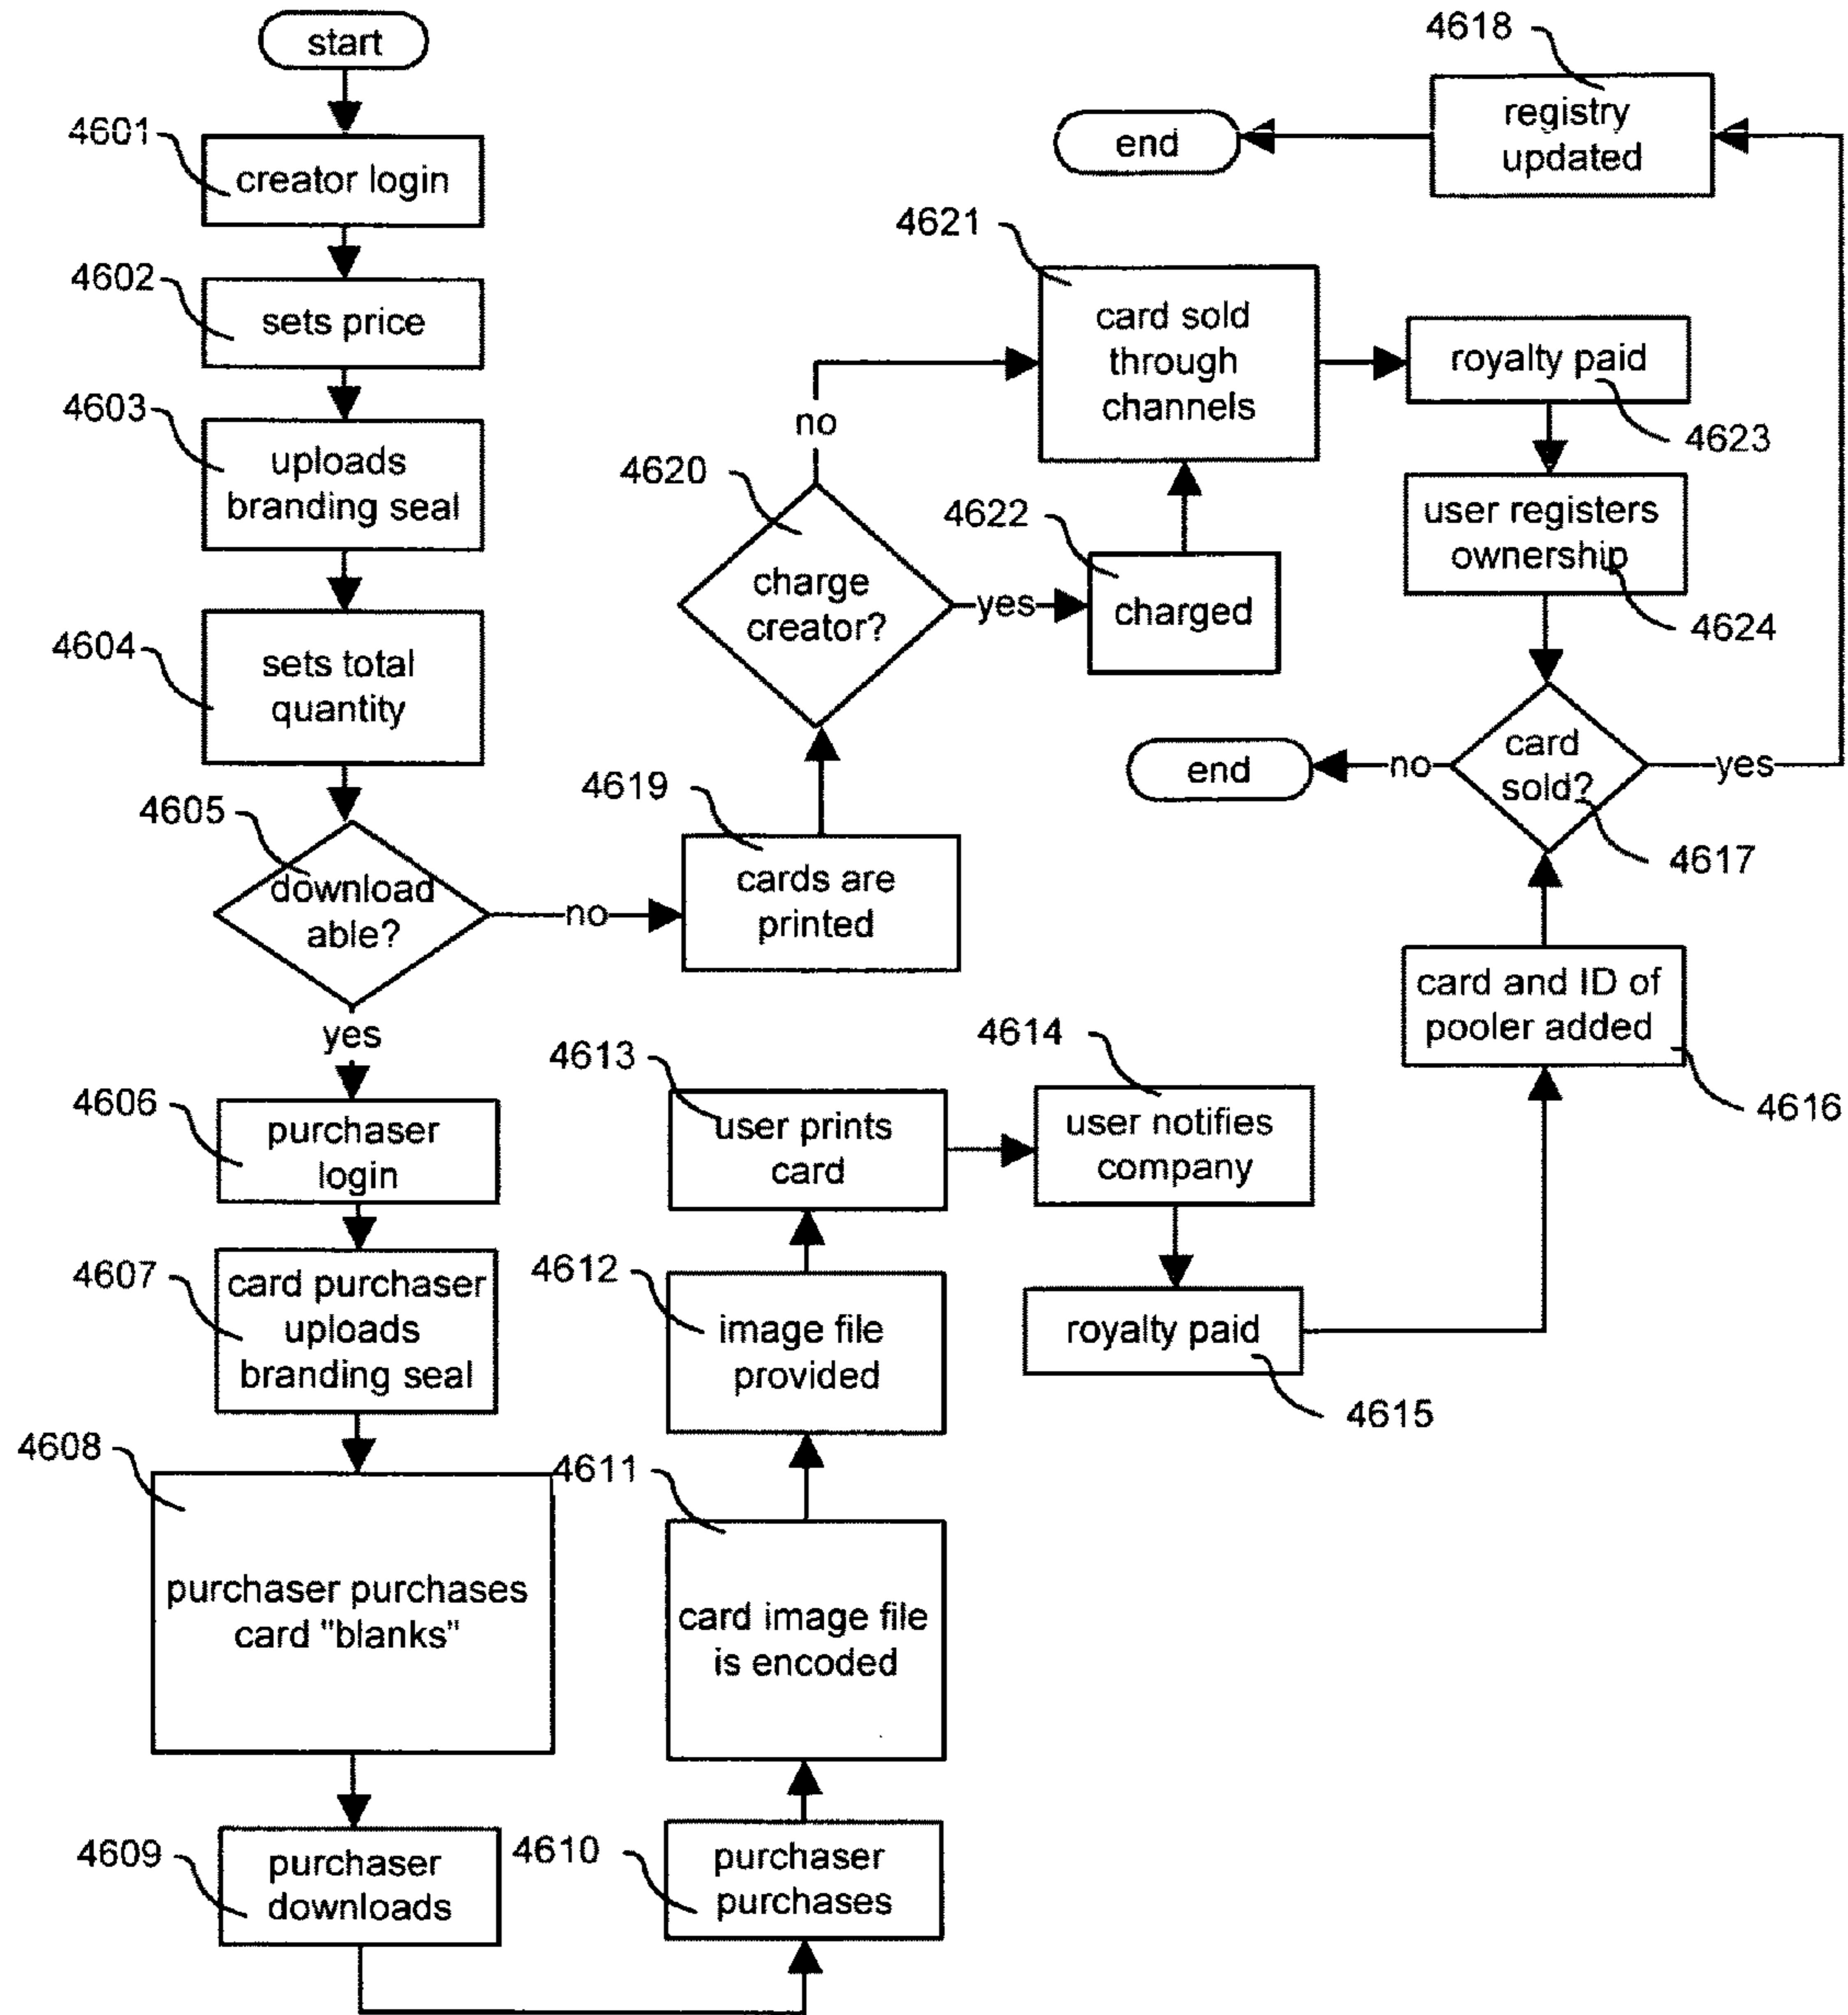 start
4601
creator login
4602
sets price
4603
uploads
branding seal
4604
sets total
quantity
4605
download
able?
no
yes
4606
purchaser
login
4607
card purchaser
uploads
branding seal
4608
purchaser purchases
card "blanks"
4609
purchaser
downloads
4610
purchaser
purchases
4611
card image file
is encoded
4612
image file
provided
4613
user prints
card
4614
user notifies
company
royalty paid
4615
card and ID of
pooler added
4616
card
sold?
4617
no
end
yes
4618
registry
updated
end
4619
cards are
printed
4620
charge
creator?
no
yes
4621
card sold
through
channels
4622
charged
royalty paid
4623
user registers
ownership
4624